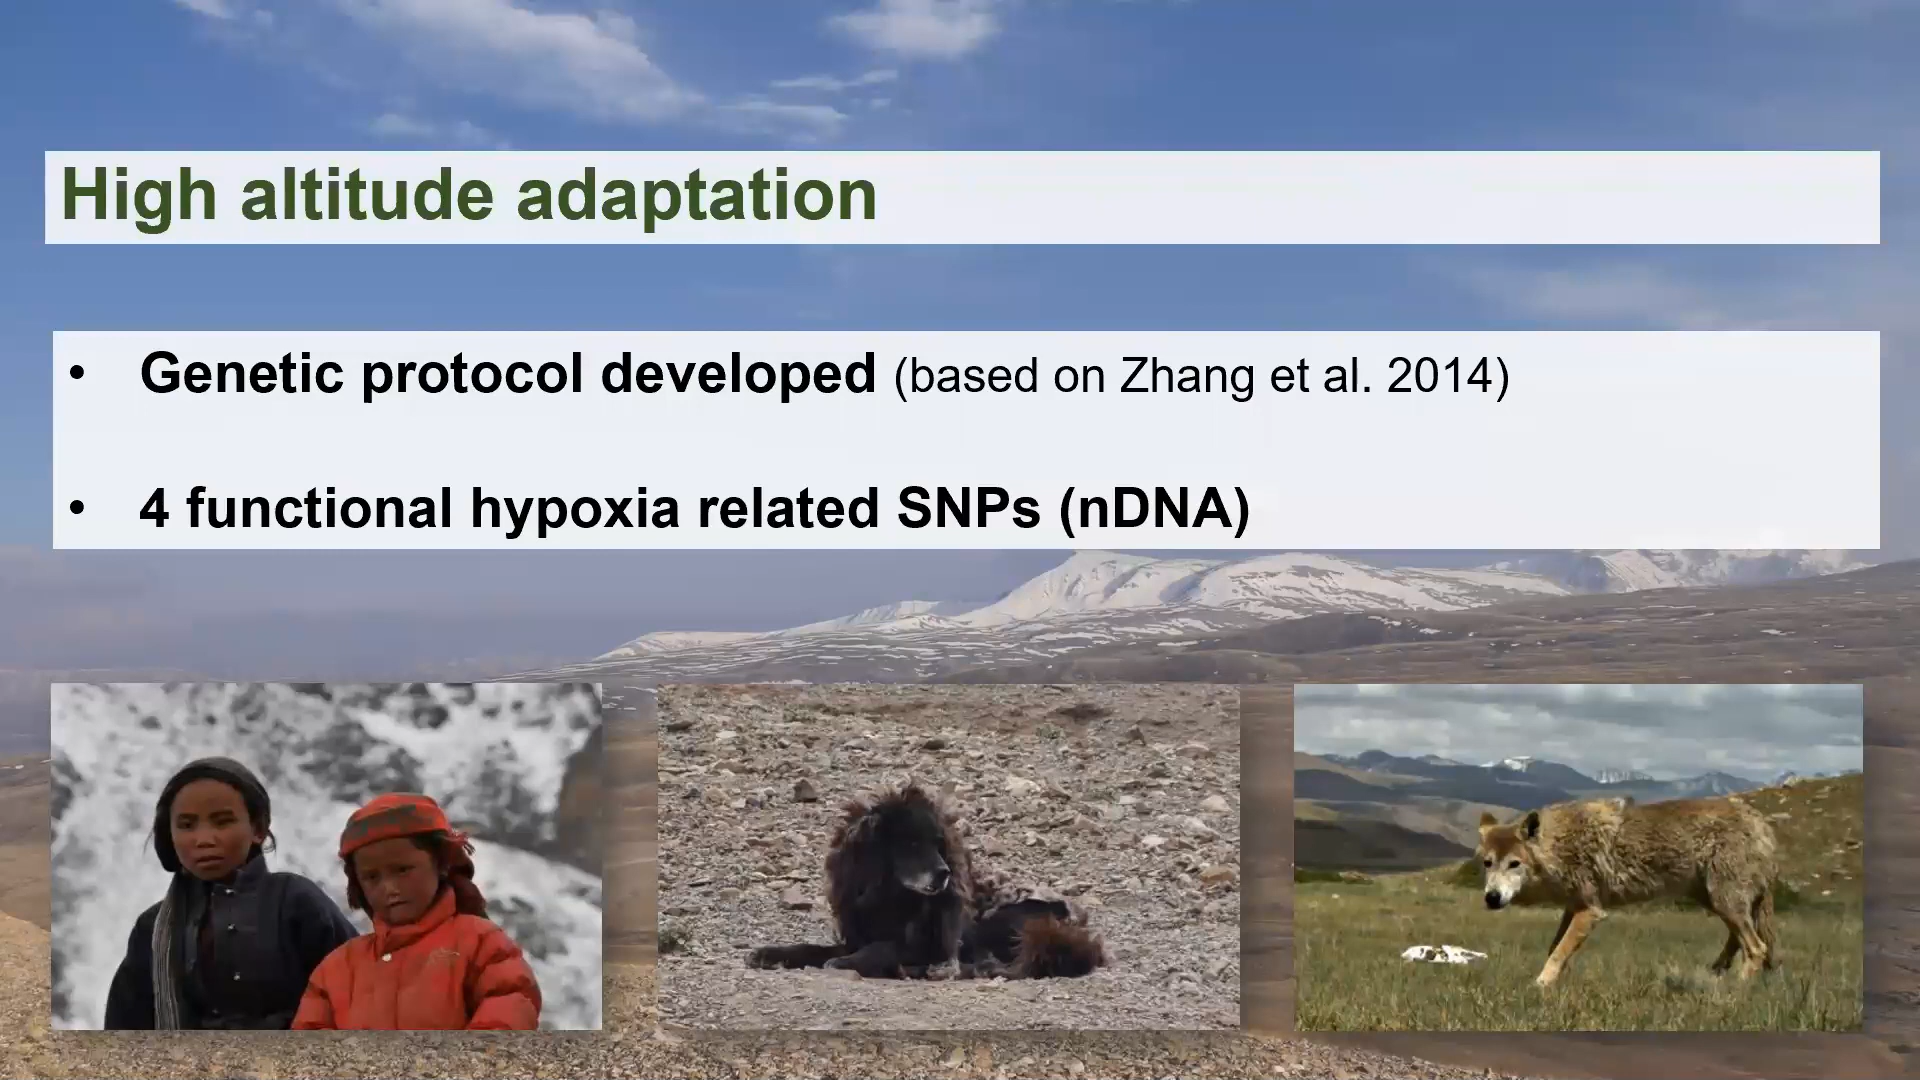 High altitude adaptation
• Genetic protocol developed (based on Zhang et al. 2014)
• 4 functional hypoxia related SNPs (nDNA)